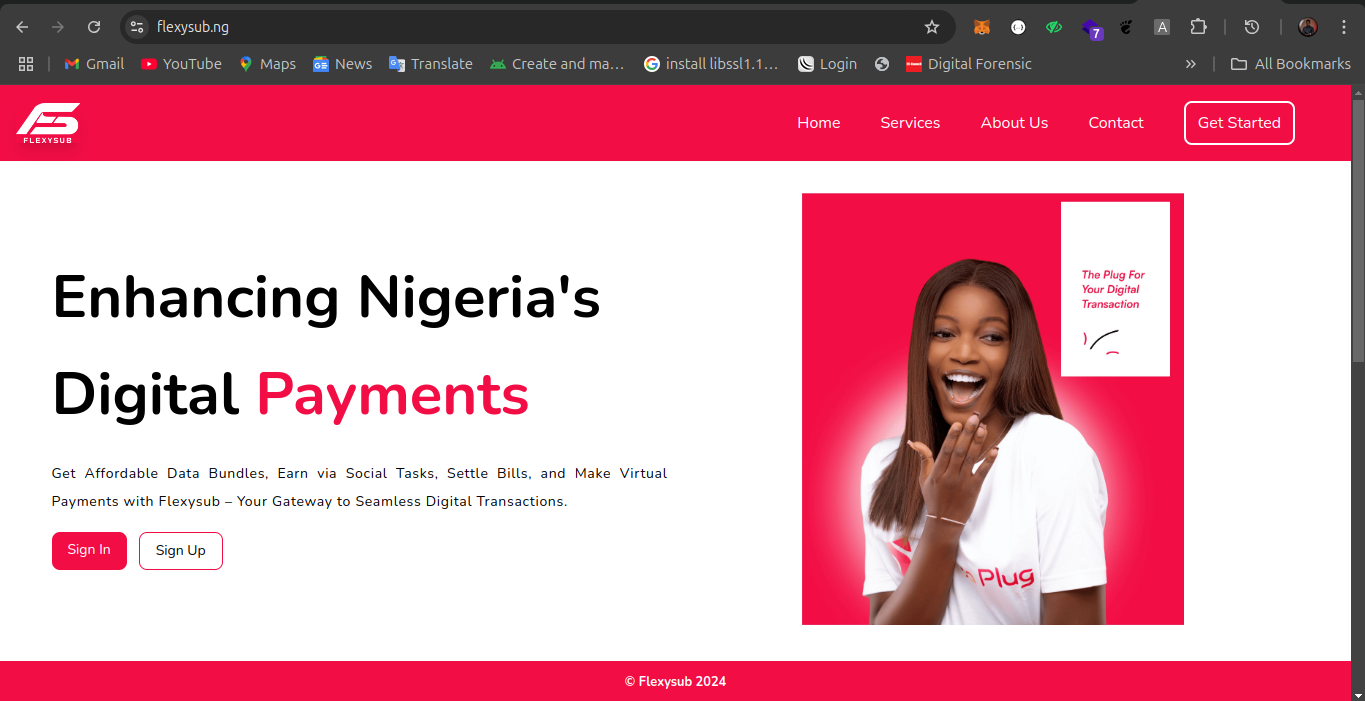 flexysub.ng
7
A
Gmail
YouTube
Maps
News
Translate
Create and ma…
install libssl1.1…
Login
Digital Forensic
»
All Bookmarks
FLEXYSUB
Home
Services
About Us
Contact
Get Started
Enhancing Nigeria's
Digital Payments
Get Affordable Data Bundles, Earn via Social Tasks, Settle Bills, and Make Virtual
Payments with Flexysub – Your Gateway to Seamless Digital Transactions.
Sign In
Sign Up
The Plug For
Your Digital
Transaction
Plug
© Flexysub 2024